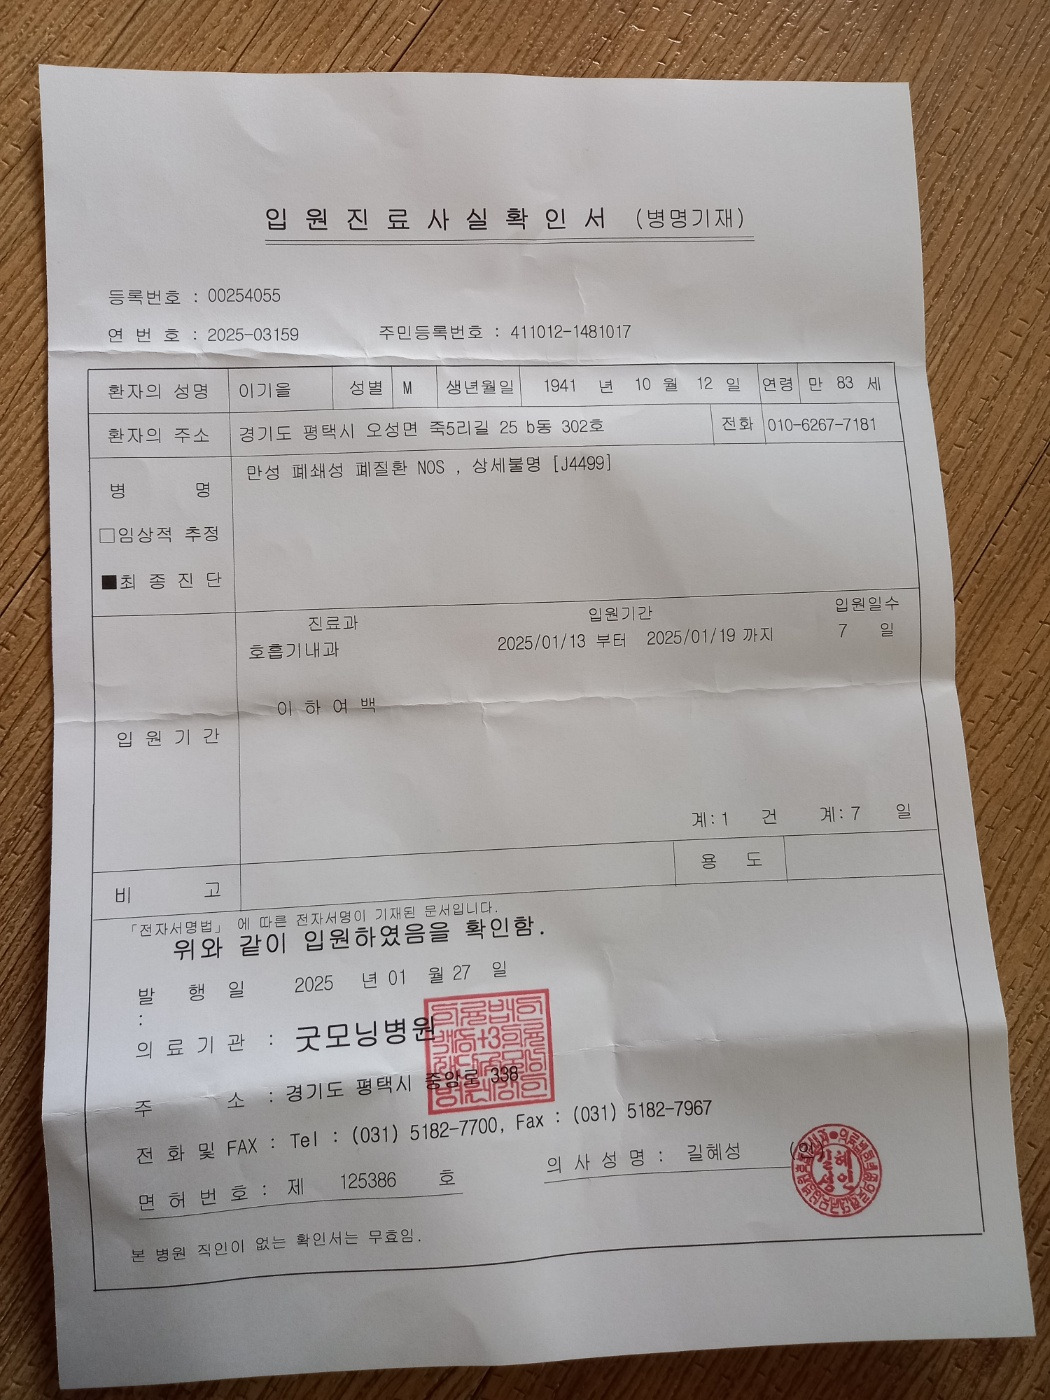 입 원 진 료 사 실 확 인 서 (병명기재)
등록번호 : 00254055
연 번 호 : 2025-03159 주민등록번호 : 411012-1481017
환자의 성명 이기을 성별 M 생년월일 1941 년 10 월 12 일 연령 만 83 세
환자의 주소 경기도 평택시 오성면 죽5리길 25 b동 302호 전화 010-6267-7181
병 명 만성 폐쇄성 폐질환 NOS , 상세불명 [J4499]
□임상적 추정
■최 종 진 단
진료과 입원기간 입원일수
호흡기내과 2025/01/13 부터 2025/01/19 까지 7 일
이 하 여 백
입 원 기 간
계:1 건 계:7 일
비 고 용 도
「전자서명법」 에 따른 전자서명이 기재된 문서입니다.
위와 같이 입원하였음을 확인함.
발 행 일 2025 년 01 월 27 일
:
의 료 기 관 : 굿모닝병원
주 소 : 경기도 평택시 중앙로 338
전 화 및 FAX : Tel : (031) 5182-7700, Fax : (031) 5182-7967
면 허 번 호 : 제 125386 호 의 사 성 명 : 길혜성 (인)
본 병원 직인이 없는 확인서는 무효임.